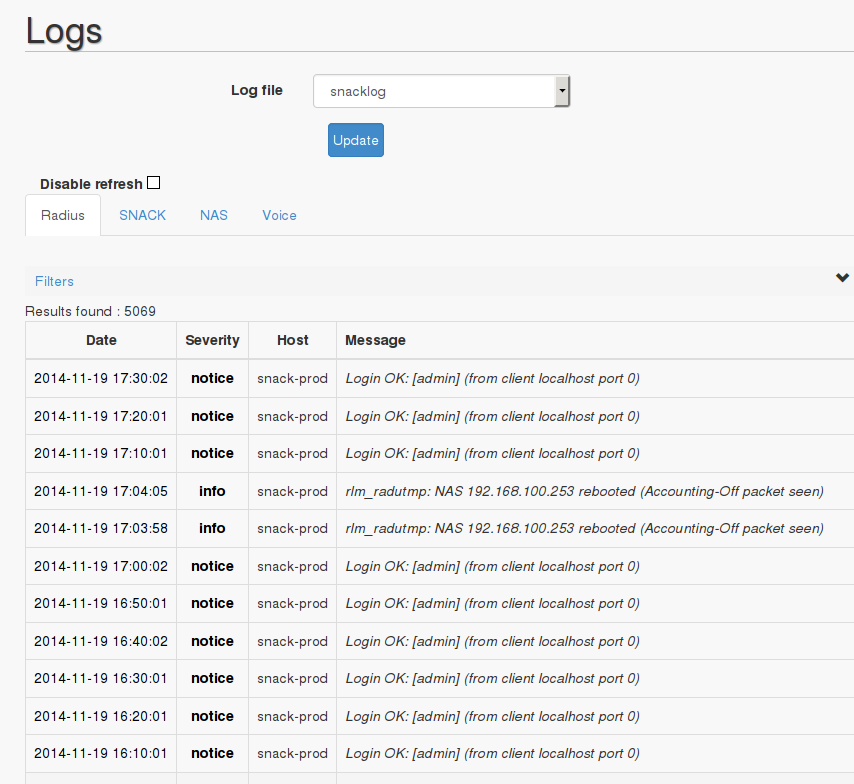 Logs
Log file snacklog
Update
Disable refresh
Radius SNACK NAS Voice
Filters
Results found : 5069
Date Severity Host Message
2014-11-19 17:30:02 notice snack-prod Login OK: [admin] (from client localhost port 0)
2014-11-19 17:20:01 notice snack-prod Login OK: [admin] (from client localhost port 0)
2014-11-19 17:10:01 notice snack-prod Login OK: [admin] (from client localhost port 0)
2014-11-19 17:04:05 info snack-prod rlm_radutmp: NAS 192.168.100.253 rebooted (Accounting-Off packet seen)
2014-11-19 17:03:58 info snack-prod rlm_radutmp: NAS 192.168.100.253 rebooted (Accounting-Off packet seen)
2014-11-19 17:00:02 notice snack-prod Login OK: [admin] (from client localhost port 0)
2014-11-19 16:50:01 notice snack-prod Login OK: [admin] (from client localhost port 0)
2014-11-19 16:40:02 notice snack-prod Login OK: [admin] (from client localhost port 0)
2014-11-19 16:30:01 notice snack-prod Login OK: [admin] (from client localhost port 0)
2014-11-19 16:20:01 notice snack-prod Login OK: [admin] (from client localhost port 0)
2014-11-19 16:10:01 notice snack-prod Login OK: [admin] (from client localhost port 0)